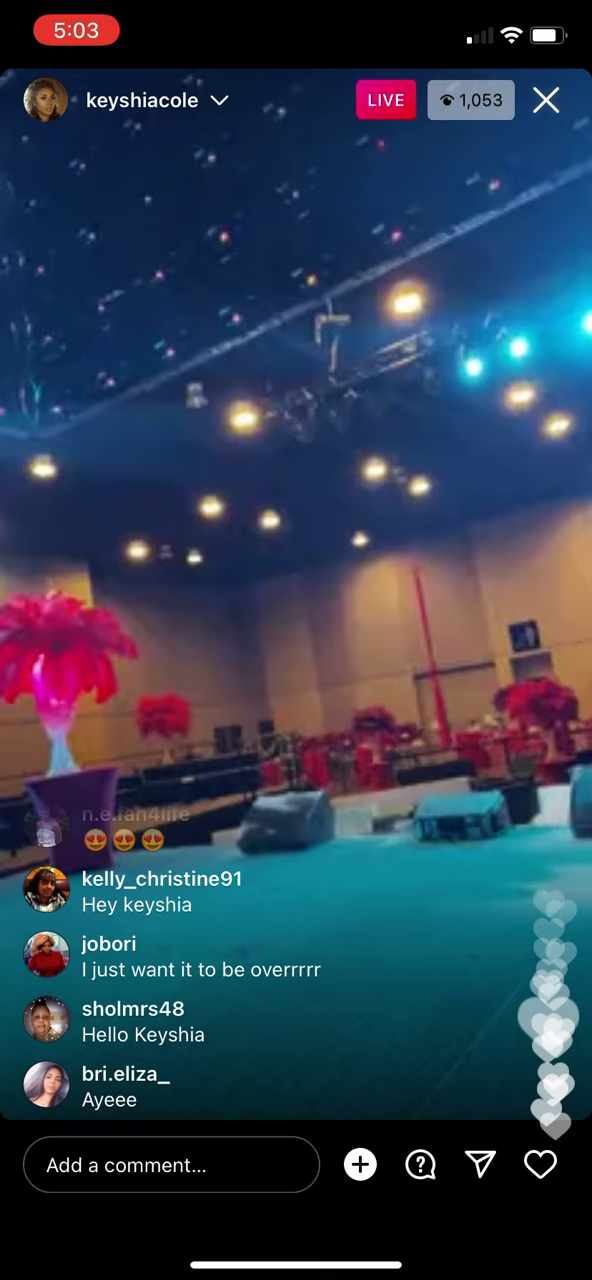 5:03
keyshiacole
LIVE
1,053
n.e.fan4life
😍😍😍
kelly_christine91
Hey keyshia
jobori
I just want it to be overrrrr
sholmrs48
Hello Keyshia
bri.eliza_
Ayeee
Add a comment...